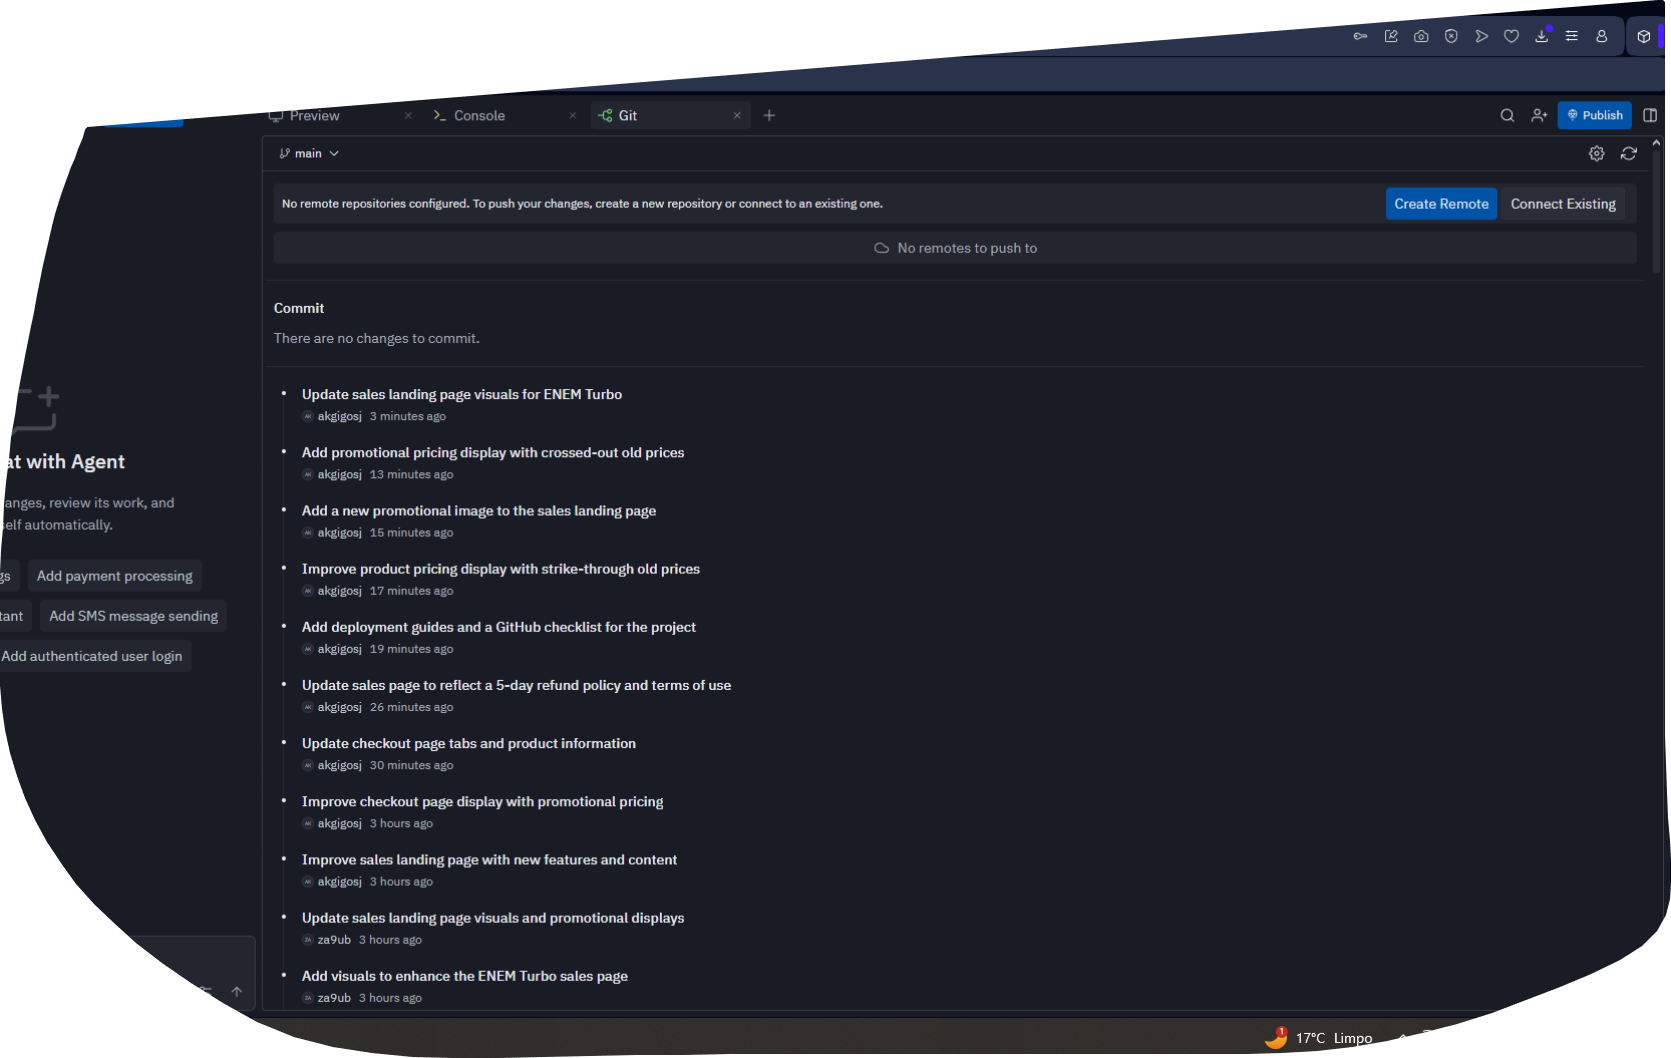 Preview
Console
Git
Publish
main
No remote repositories configured. To push your changes, create a new repository or connect to an existing one.
Create Remote
Connect Existing
No remotes to push to
Commit
There are no changes to commit.
Update sales landing page visuals for ENEM Turbo
akgigosj 3 minutes ago
Add promotional pricing display with crossed-out old prices
akgigosj 13 minutes ago
Add a new promotional image to the sales landing page
akgigosj 15 minutes ago
Improve product pricing display with strike-through old prices
akgigosj 17 minutes ago
Add deployment guides and a GitHub checklist for the project
akgigosj 19 minutes ago
Update sales page to reflect a 5-day refund policy and terms of use
akgigosj 26 minutes ago
Update checkout page tabs and product information
akgigosj 30 minutes ago
Improve checkout page display with promotional pricing
akgigosj 3 hours ago
Improve sales landing page with new features and content
akgigosj 3 hours ago
Update sales landing page visuals and promotional displays
za9ub 3 hours ago
Add visuals to enhance the ENEM Turbo sales page
za9ub 3 hours ago
with Agent
review its work, and
automatically.
Add payment processing
Add SMS message sending
Add authenticated user login
1
17°C Limpo